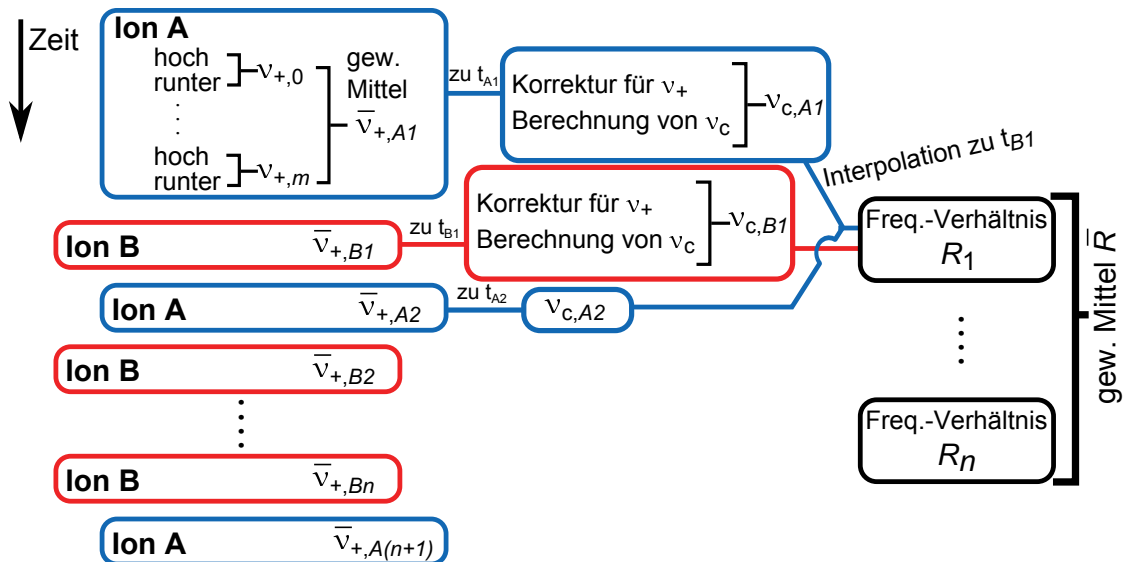 Zeit
Ion A
hoch
runter
ν+,0
gew.
Mittel
ν̅+,A1
hoch
runter
ν+,m
zu tA1
Korrektur für ν+
Berechnung von νc
νc,A1
Interpolation zu tB1
Ion B
ν̅+,B1
zu tB1
Korrektur für ν+
Berechnung von νc
νc,B1
Freq.-Verhältnis
R1
Ion A
ν̅+,A2
zu tA2
νc,A2
Ion B
ν̅+,B2
Ion B
ν̅+,Bn
Ion A
ν̅+,A(n+1)
Freq.-Verhältnis
Rn
gew. Mittel R̅